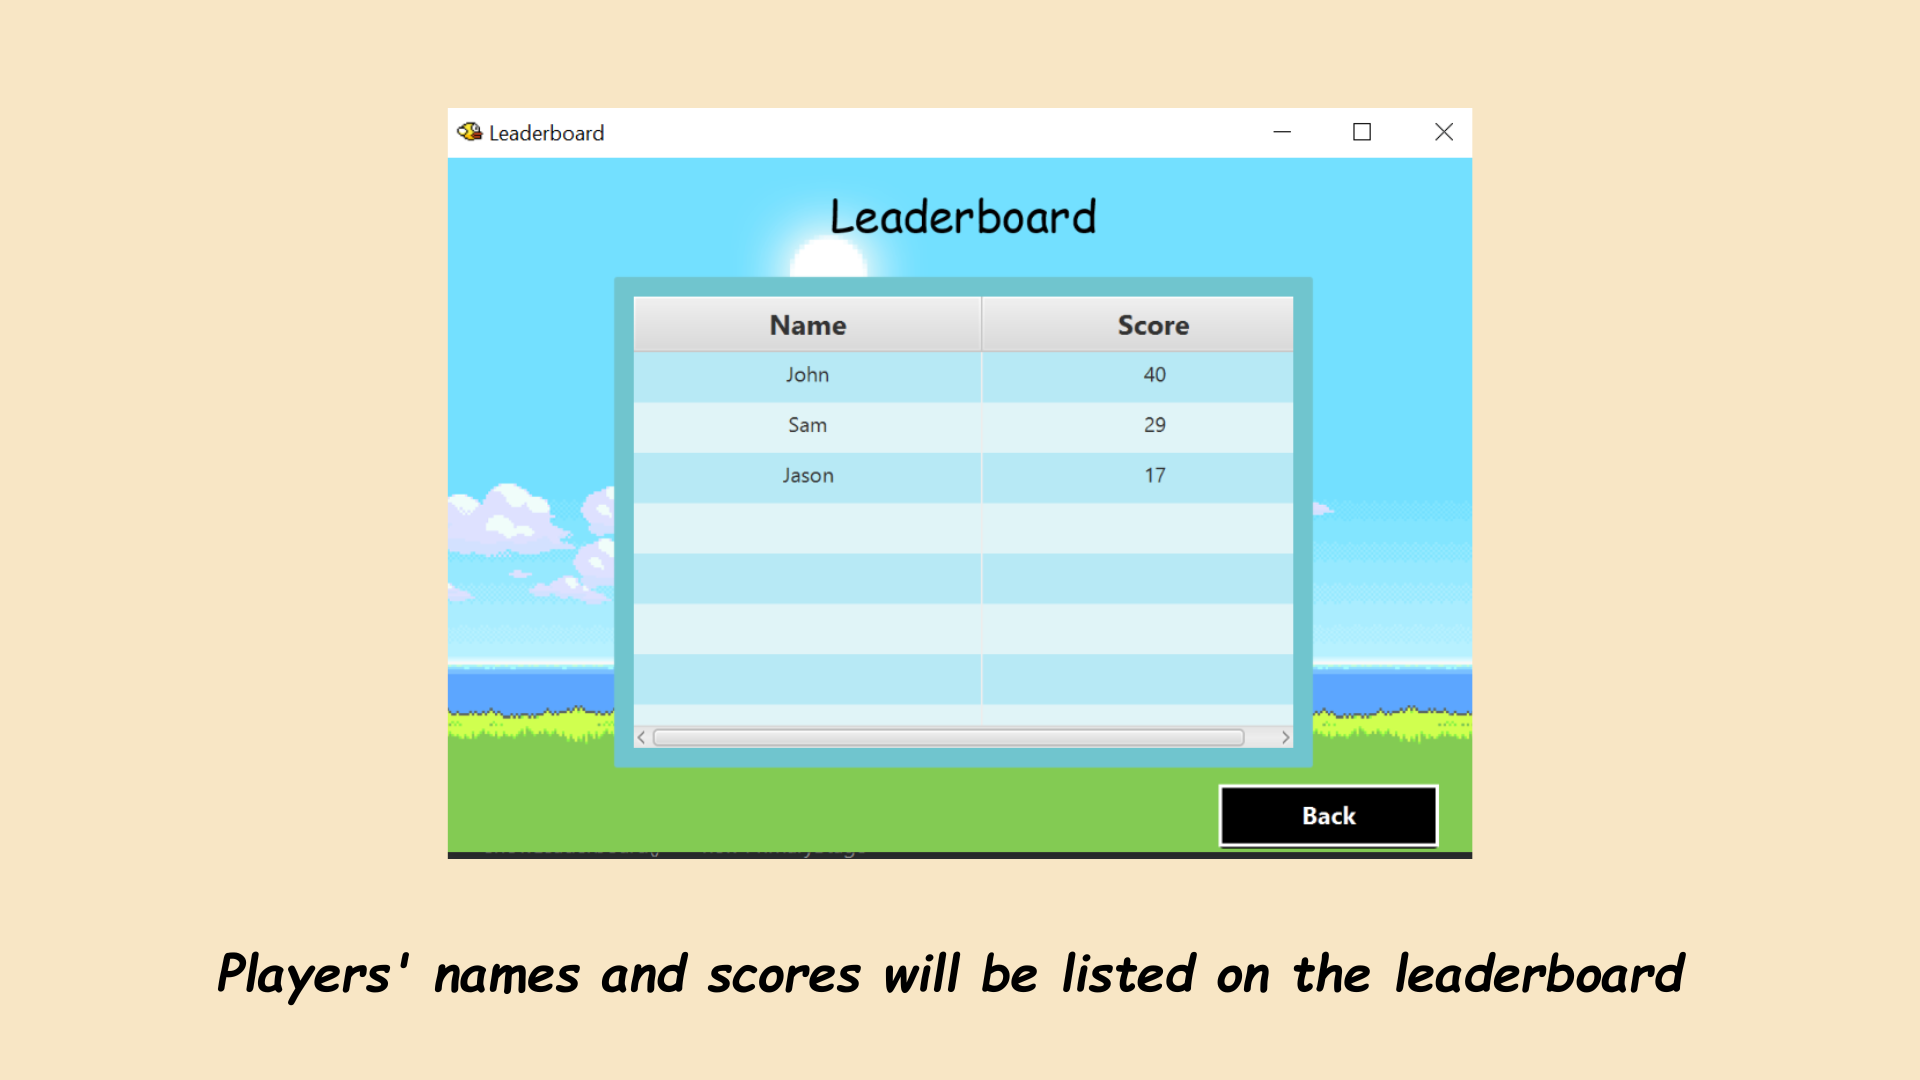 Leaderboard
Leaderboard
Name Score
John 40
Sam 29
Jason 17
Back
Players' names and scores will be listed on the leaderboard